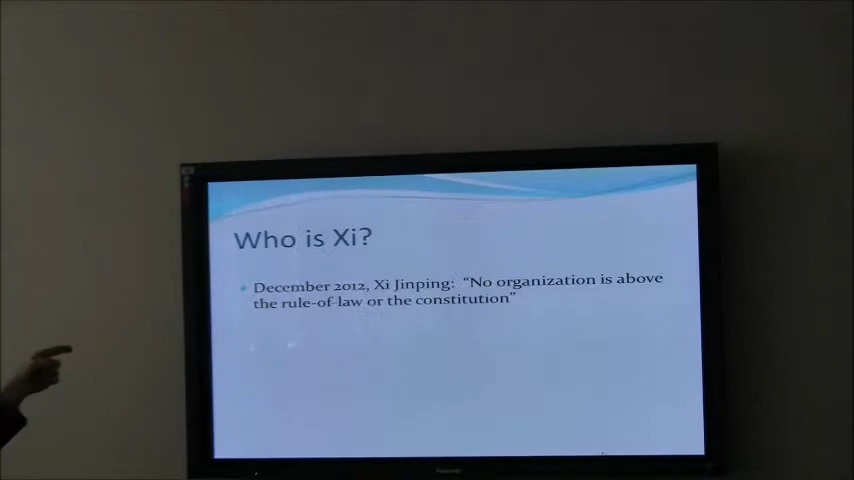 Who is Xi?
December 2012, Xi Jinping: “No organization is above
the rule-of-law or the constitution”